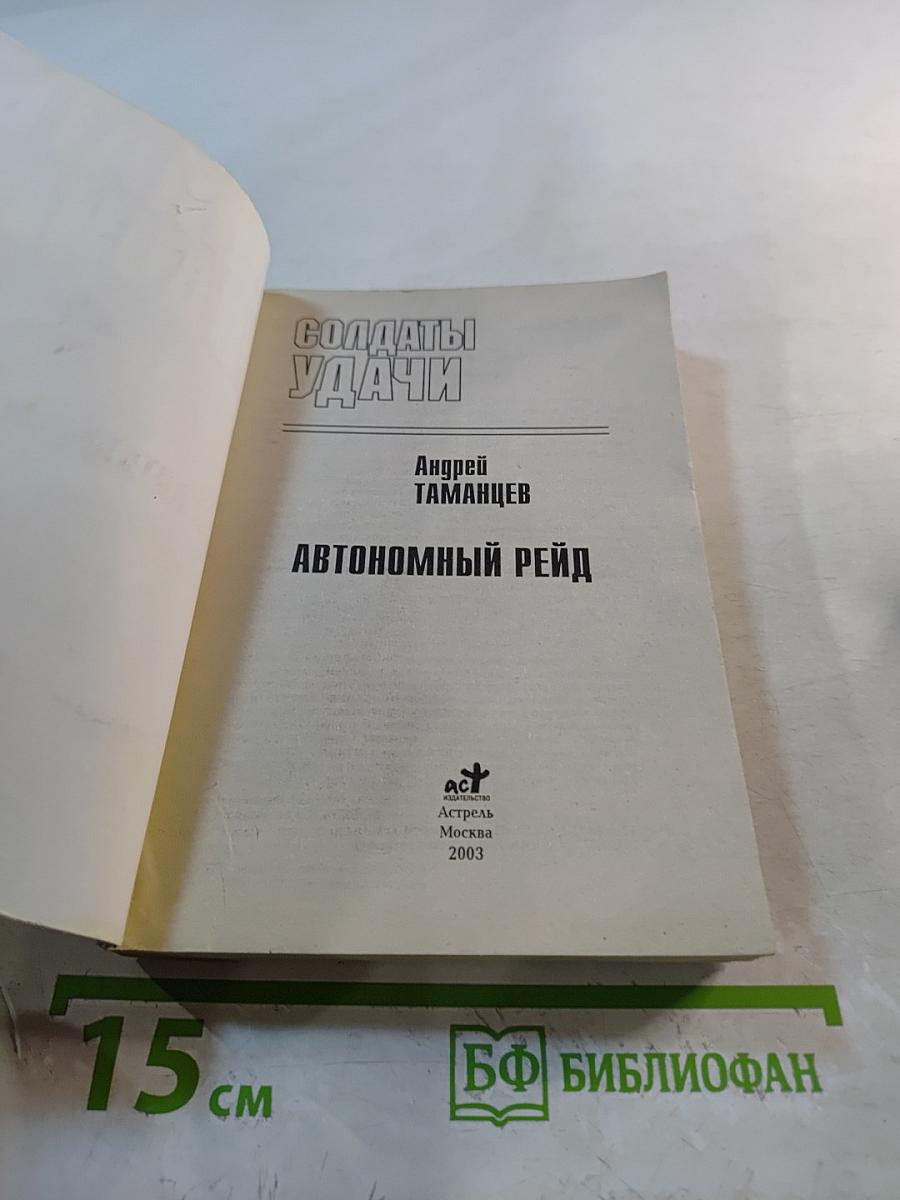 СОЛДАТЫ
УДАЧИ
Андрей
ТАМАНЦЕВ
АВТОНОМНЫЙ РЕЙД
аст
ИЗДАТЕЛЬСТВО
Астрель
Москва
2003
15 см
БФ БИБЛИОФАН